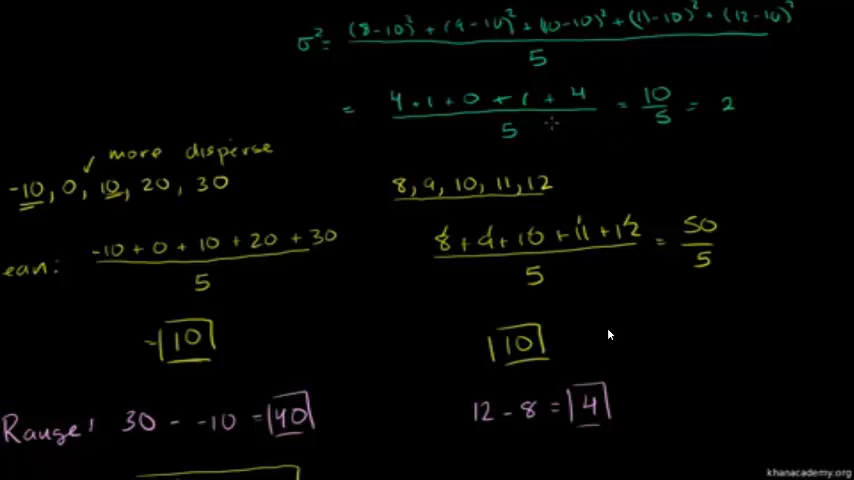 σ² = (8-10)² + (9-10)² + (10-10)² + (11-10)² + (12-10)²
5
= 4 + 1 + 0 + 1 + 4 = 10 = 2
5 5
✓ more disperse
-10, 0, 10, 20, 30
8, 9, 10, 11, 12
ean: -10 + 0 + 10 + 20 + 30
5
8 + 9 + 10 + 11 + 12 = 50
5 5
= 10
10
Range: 30 - -10 = 40
12 - 8 = 4
khanacademy.org